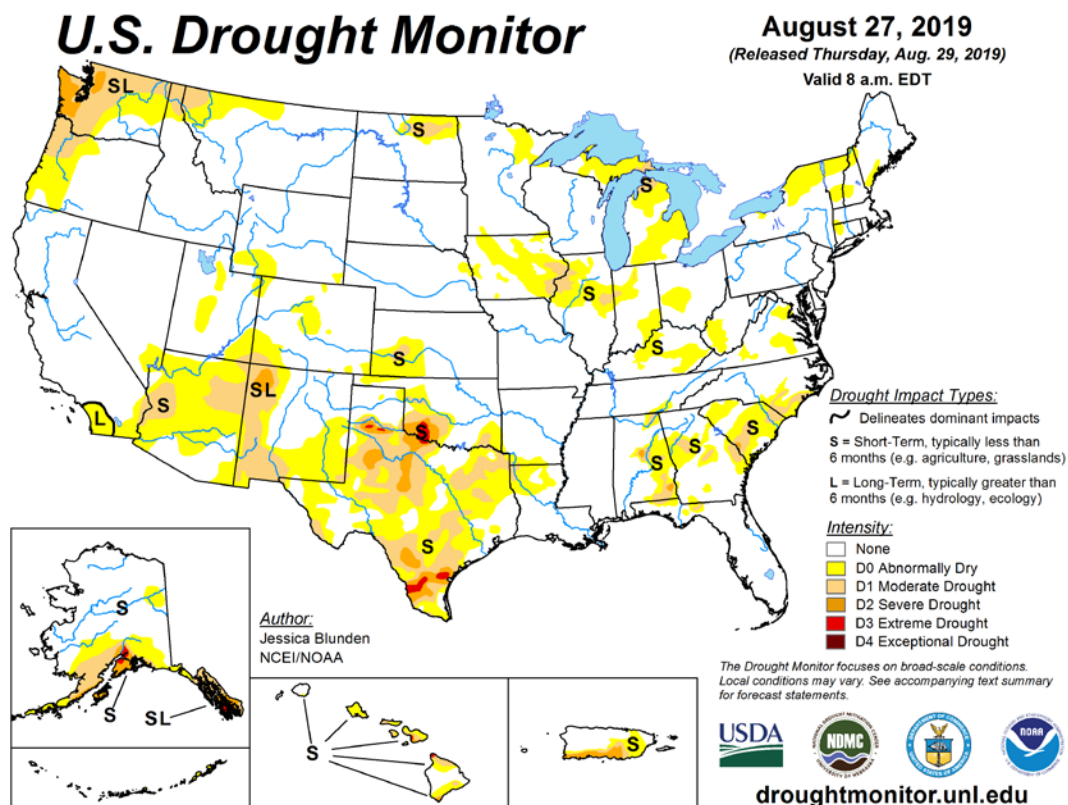 U.S. Drought Monitor
August 27, 2019
(Released Thursday, Aug. 29, 2019)
Valid 8 a.m. EDT
SL
S
S
S
S
S
S
SL
L
S
S
S
S
S
Drought Impact Types:
Delineates dominant impacts
S = Short-Term, typically less than
6 months (e.g. agriculture, grasslands)
L = Long-Term, typically greater than
6 months (e.g. hydrology, ecology)
Intensity:
None
D0 Abnormally Dry
D1 Moderate Drought
D2 Severe Drought
D3 Extreme Drought
D4 Exceptional Drought
S
S
SL
Author:
Jessica Blunden
NCEI/NOAA
S
S
The Drought Monitor focuses on broad-scale conditions.
Local conditions may vary. See accompanying text summary
for forecast statements.
USDA
NDMC
NOAA
droughtmonitor.unl.edu